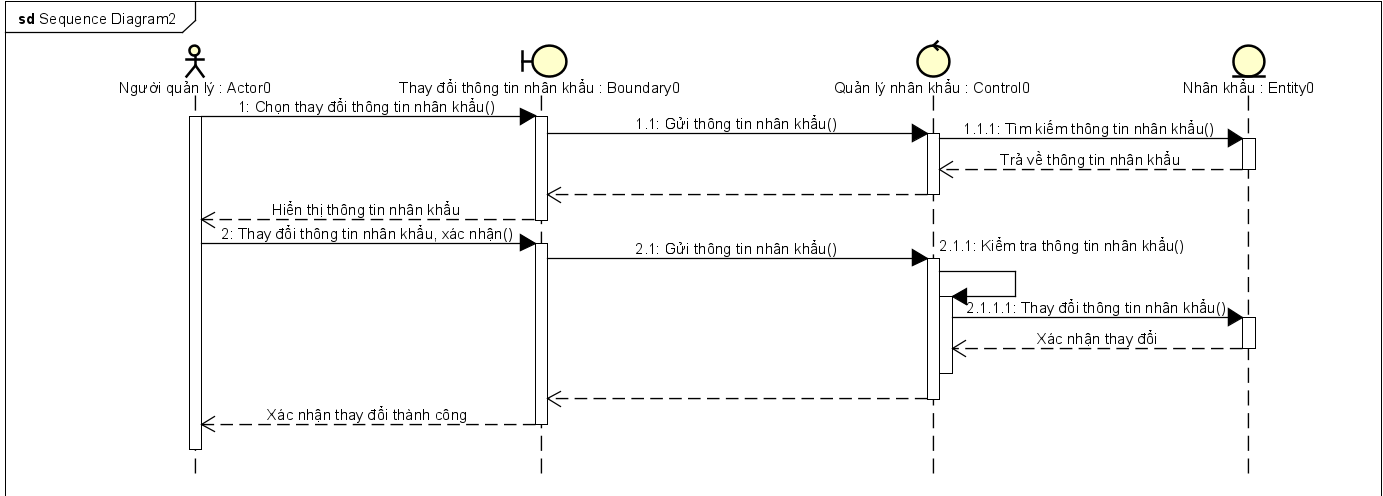 sd Sequence Diagram2
Người quản lý : Actor0
Thay đổi thông tin nhân khẩu : Boundary0
Quản lý nhân khẩu : Control0
Nhân khẩu : Entity0
1: Chọn thay đổi thông tin nhân khẩu()
1.1: Gửi thông tin nhân khẩu()
1.1.1: Tìm kiếm thông tin nhân khẩu()
Trả về thông tin nhân khẩu
Hiển thị thông tin nhân khẩu
2: Thay đổi thông tin nhân khẩu, xác nhận()
2.1: Gửi thông tin nhân khẩu()
2.1.1: Kiểm tra thông tin nhân khẩu()
2.1.1.1: Thay đổi thông tin nhân khẩu()
Xác nhận thay đổi
Xác nhận thay đổi thành công